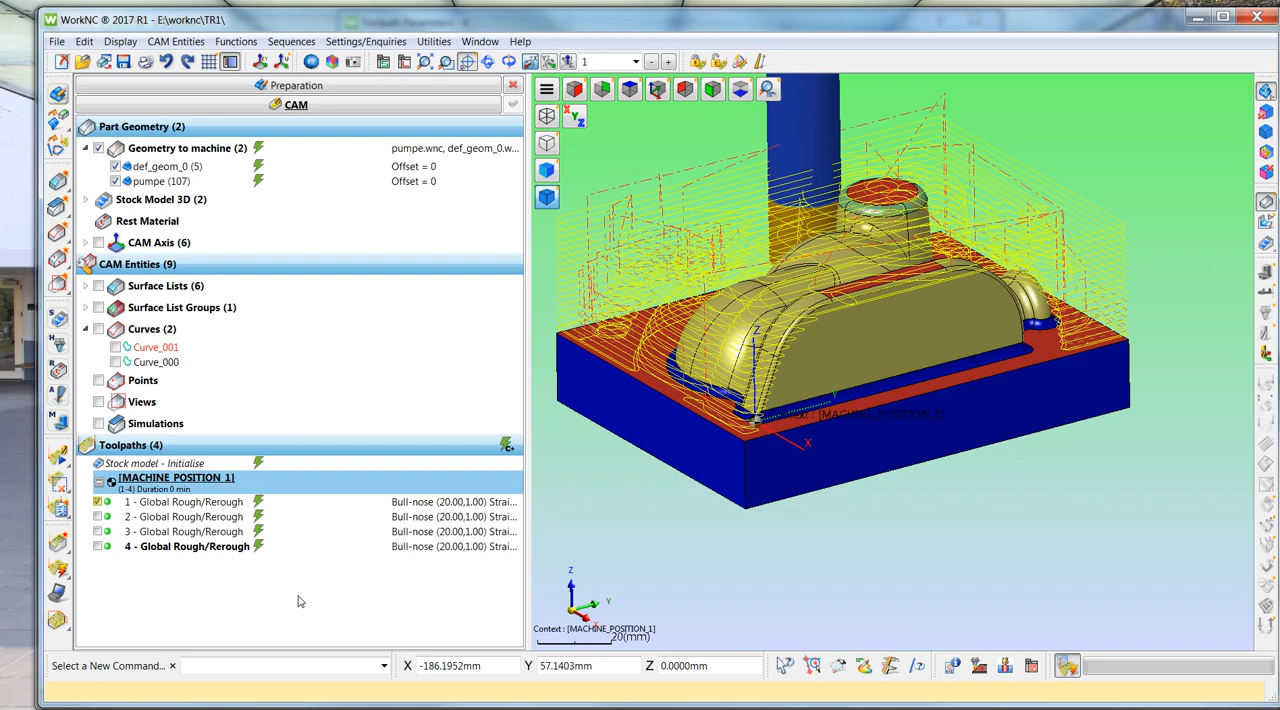 WorkNC ® 2017 R1 - E:\worknc\TR1\
File Edit Display CAM Entities Functions Sequences Settings/Enquiries Utilities Window Help
1
Preparation
CAM
Part Geometry (2)
Geometry to machine (2) pumpe.wnc, def_geom_0.w...
def_geom_0 (5) Offset = 0
pumpe (107) Offset = 0
Stock Model 3D (2)
Rest Material
CAM Axis (6)
CAM Entities (9)
Surface Lists (6)
Surface List Groups (1)
Curves (2)
Curve_001
Curve_000
Points
Views
Simulations
Toolpaths (4)
Stock model - Initialise
[MACHINE_POSITION_1]
(1-4) Duration 0 min
1 - Global Rough/Rerough Bull-nose (20.00,1.00) Strai...
2 - Global Rough/Rerough Bull-nose (20.00,1.00) Strai...
3 - Global Rough/Rerough Bull-nose (20.00,1.00) Strai...
4 - Global Rough/Rerough Bull-nose (20.00,1.00) Strai...
Z
Context : [MACHINE_POSITION_1]
X
Z
Y
X
Context : [MACHINE_POSITION_1]
20(mm)
Select a New Command... X -186.1952mm Y 57.1403mm Z 0.0000mm